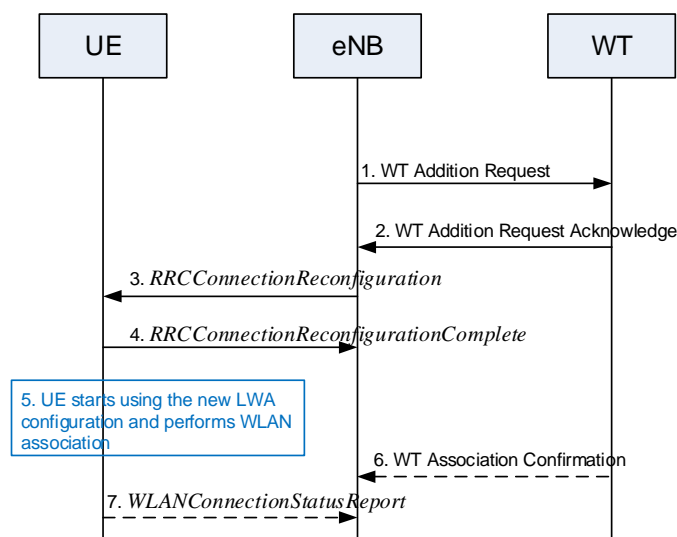 UE
eNB
WT
1. WT Addition Request
2. WT Addition Request Acknowledge
3. RRCConnectionReconfiguration
4. RRCConnectionReconfigurationComplete
5. UE starts using the new LWA
configuration and performs WLAN
association
6. WT Association Confirmation
7. WLANConnectionStatusReport